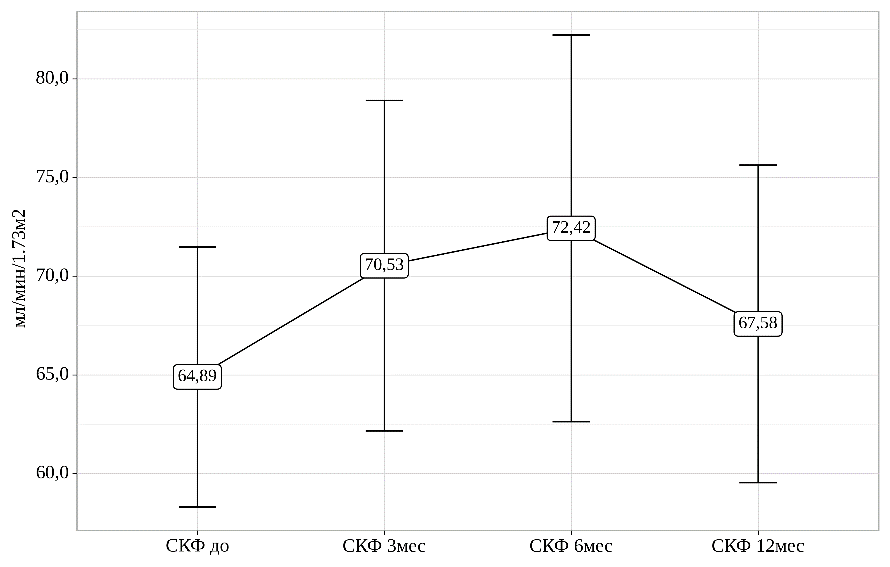 80,0
75,0
70,0
65,0
60,0
мл/мин/1.73м2
64,89
70,53
72,42
67,58
СКФ до
СКФ 3мес
СКФ 6мес
СКФ 12мес